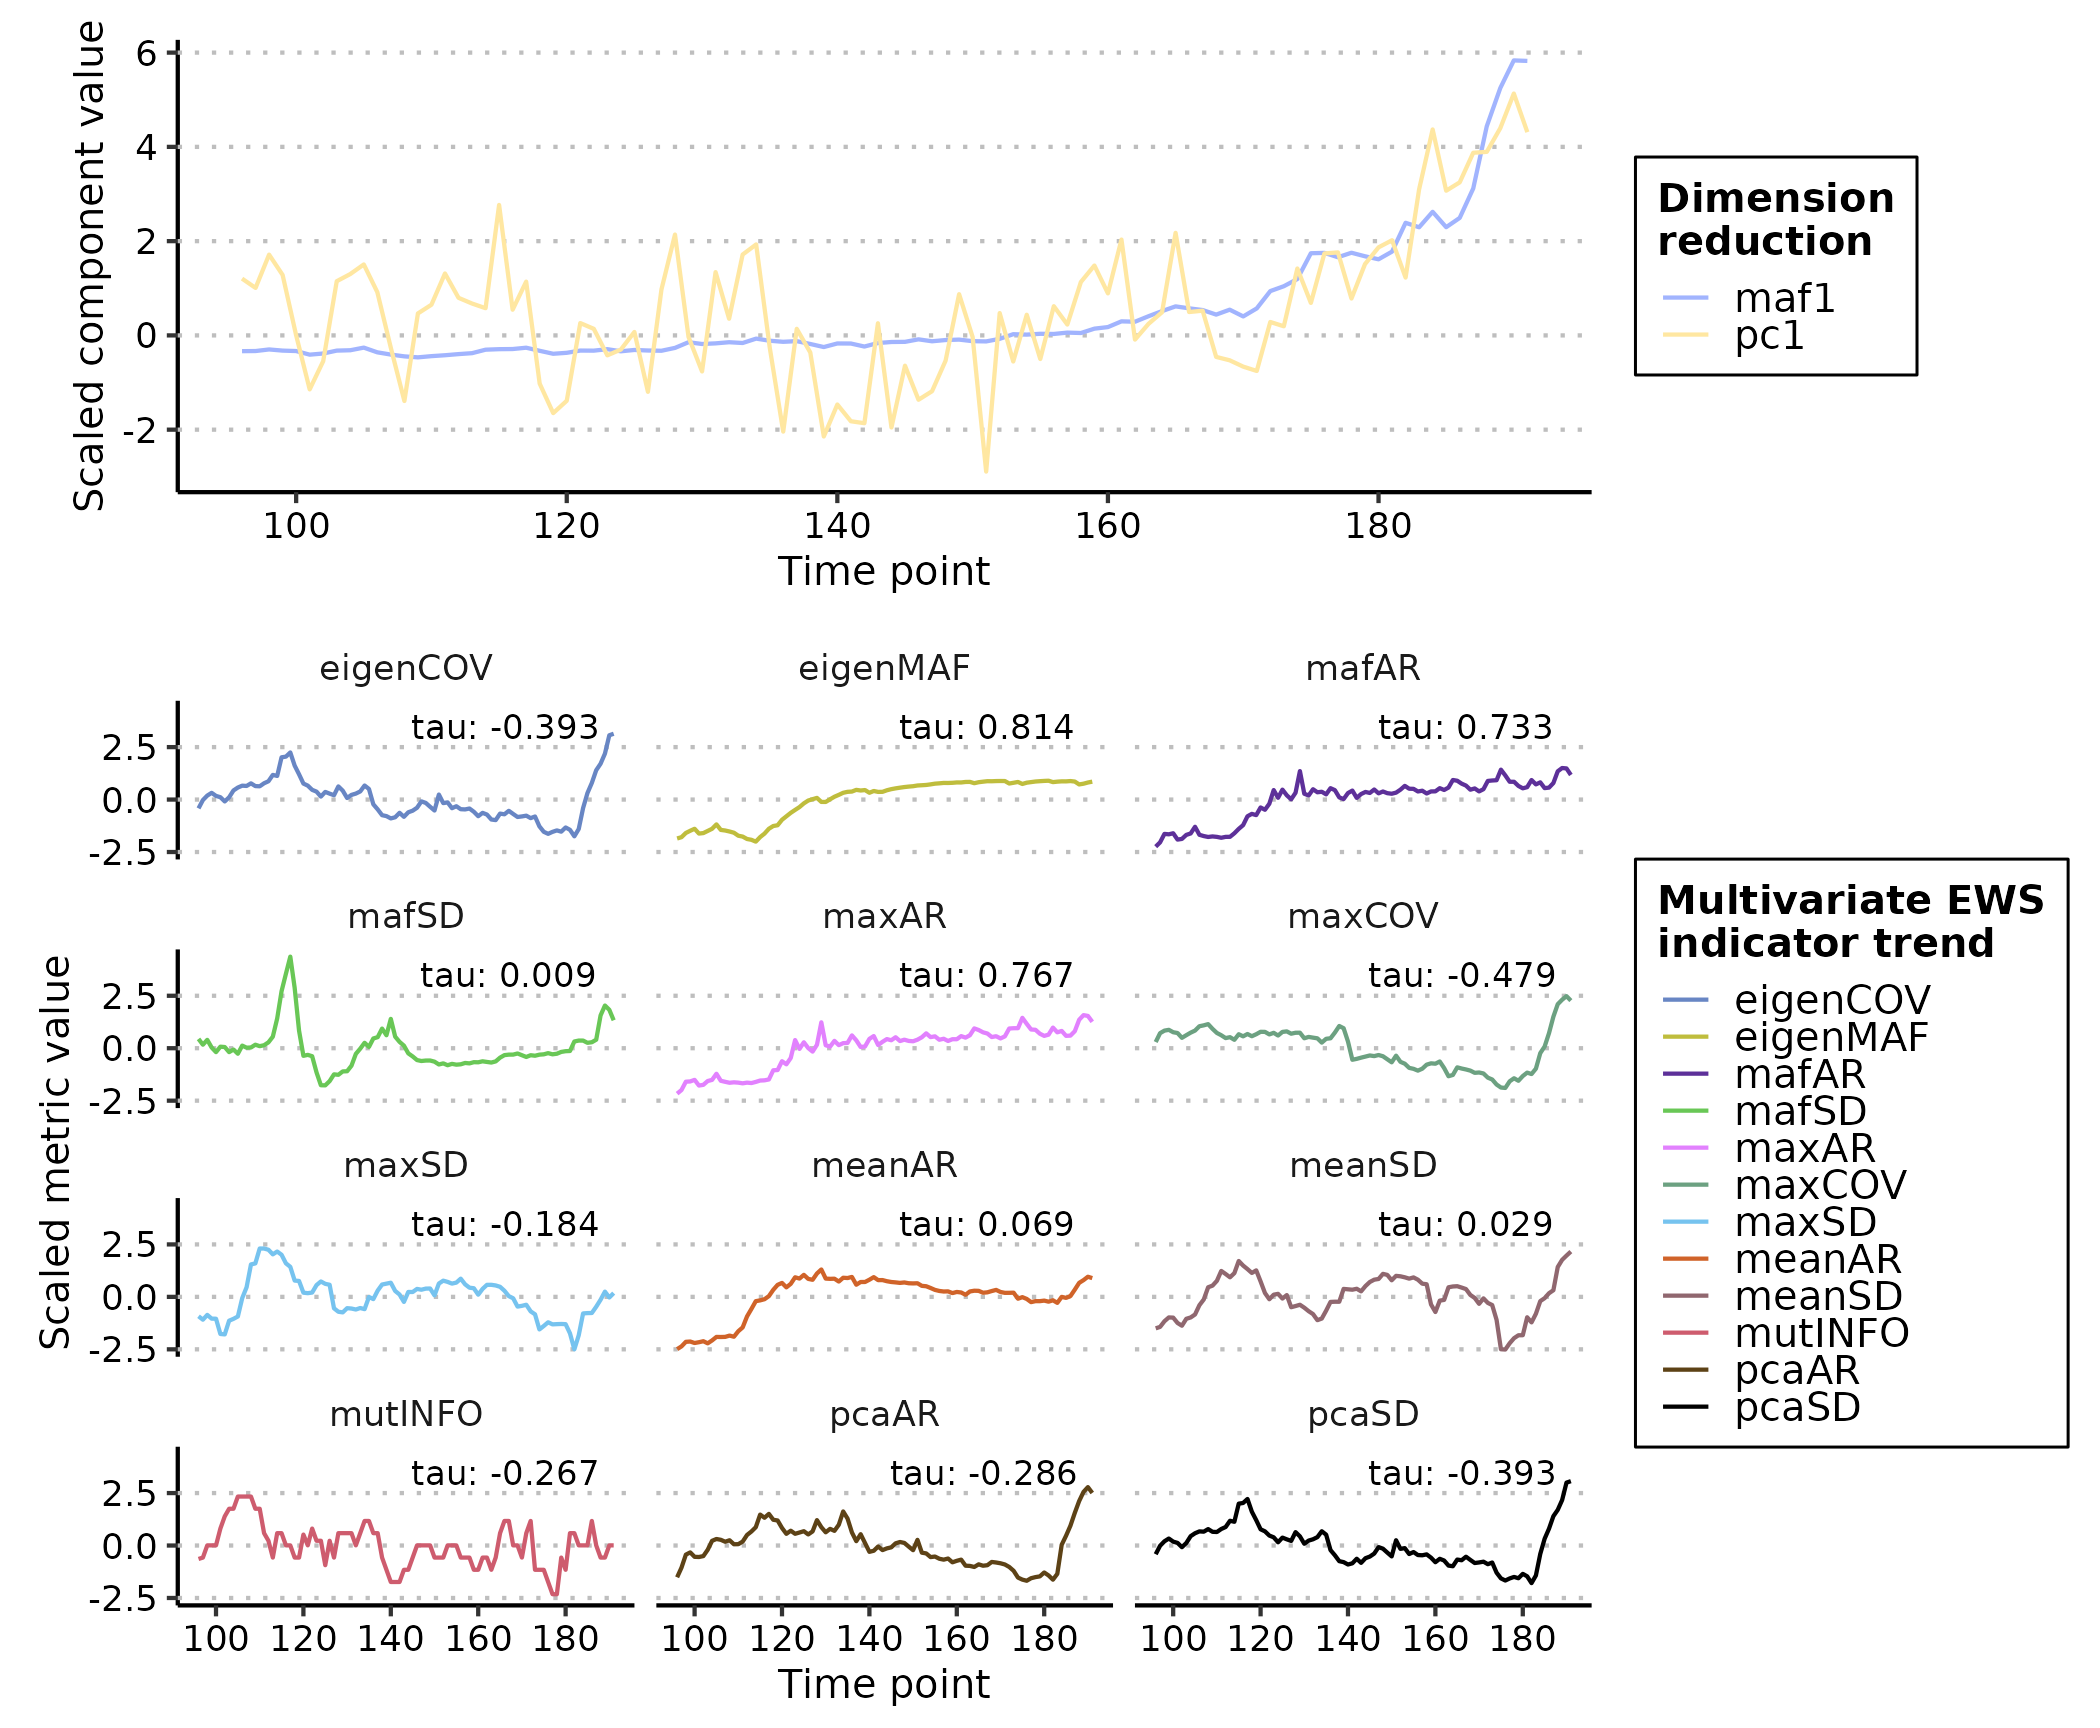 Scaled component value
6
4
2
0
-2
100 120 140 160 180
Time point
Dimension
reduction
maf1
pc1
eigenCOV eigenMAF mafAR
tau: -0.393 tau: 0.814 tau: 0.733
2.5
0.0
-2.5
mafSD maxAR maxCOV
tau: 0.009 tau: 0.767 tau: -0.479
2.5
0.0
-2.5
Scaled metric value
maxSD meanAR meanSD
tau: -0.184 tau: 0.069 tau: 0.029
2.5
0.0
-2.5
mutINFO pcaAR pcaSD
tau: -0.267 tau: -0.286 tau: -0.393
2.5
0.0
-2.5
100 120 140 160 180 100 120 140 160 180 100 120 140 160 180
Time point
Multivariate EWS
indicator trend
eigenCOV
eigenMAF
mafAR
mafSD
maxAR
maxCOV
maxSD
meanAR
meanSD
mutINFO
pcaAR
pcaSD